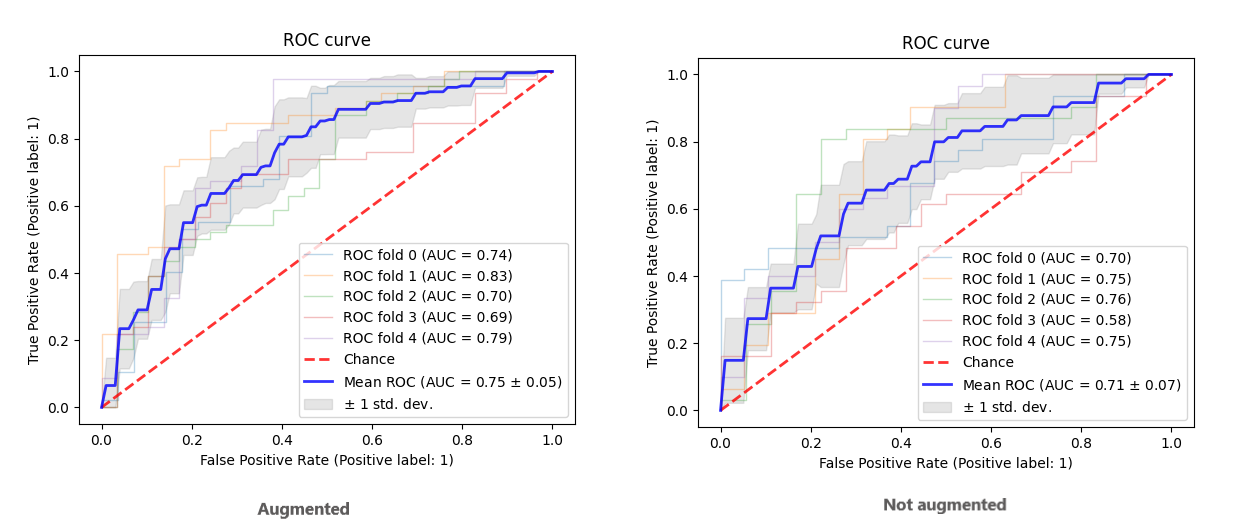 ROC curve
1.0
0.8
0.6
0.4
0.2
0.0
True Positive Rate (Positive label: 1)
ROC fold 0 (AUC = 0.74)
ROC fold 1 (AUC = 0.83)
ROC fold 2 (AUC = 0.70)
ROC fold 3 (AUC = 0.69)
ROC fold 4 (AUC = 0.79)
Chance
Mean ROC (AUC = 0.75 ± 0.05)
± 1 std. dev.
0.0 0.2 0.4 0.6 0.8 1.0
False Positive Rate (Positive label: 1)
Augmented
ROC curve
1.0
0.8
0.6
0.4
0.2
0.0
True Positive Rate (Positive label: 1)
ROC fold 0 (AUC = 0.70)
ROC fold 1 (AUC = 0.75)
ROC fold 2 (AUC = 0.76)
ROC fold 3 (AUC = 0.58)
ROC fold 4 (AUC = 0.75)
Chance
Mean ROC (AUC = 0.71 ± 0.07)
± 1 std. dev.
0.0 0.2 0.4 0.6 0.8 1.0
False Positive Rate (Positive label: 1)
Not augmented